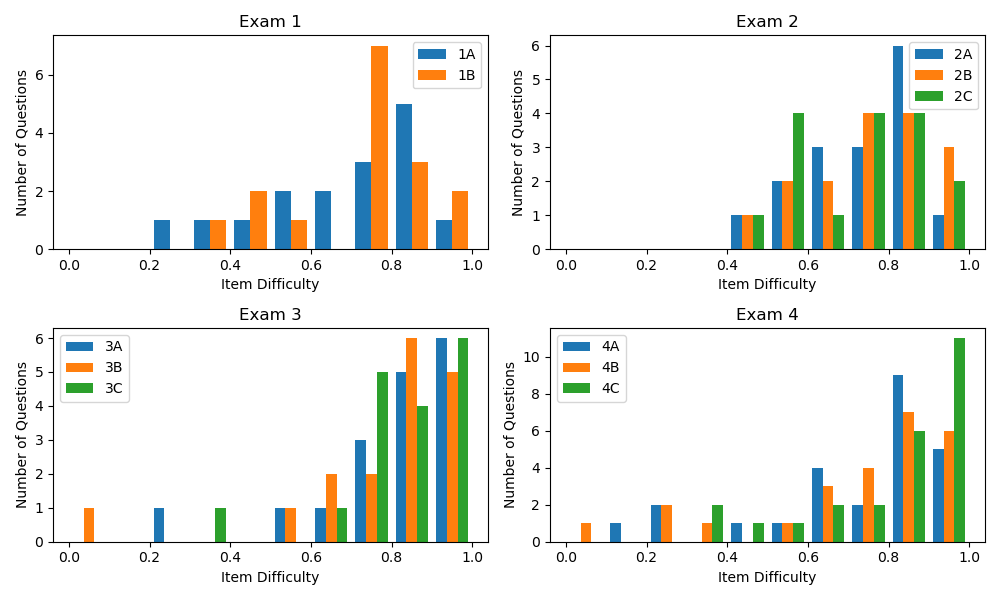 Exam 1
Number of Questions
6
4
2
0
1A
1B
0.0 0.2 0.4 0.6 0.8 1.0
Item Difficulty
Exam 2
Number of Questions
6
5
4
3
2
1
0
2A
2B
2C
0.0 0.2 0.4 0.6 0.8 1.0
Item Difficulty
Exam 3
Number of Questions
6
5
4
3
2
1
0
3A
3B
3C
0.0 0.2 0.4 0.6 0.8 1.0
Item Difficulty
Exam 4
Number of Questions
10
8
6
4
2
0
4A
4B
4C
0.0 0.2 0.4 0.6 0.8 1.0
Item Difficulty